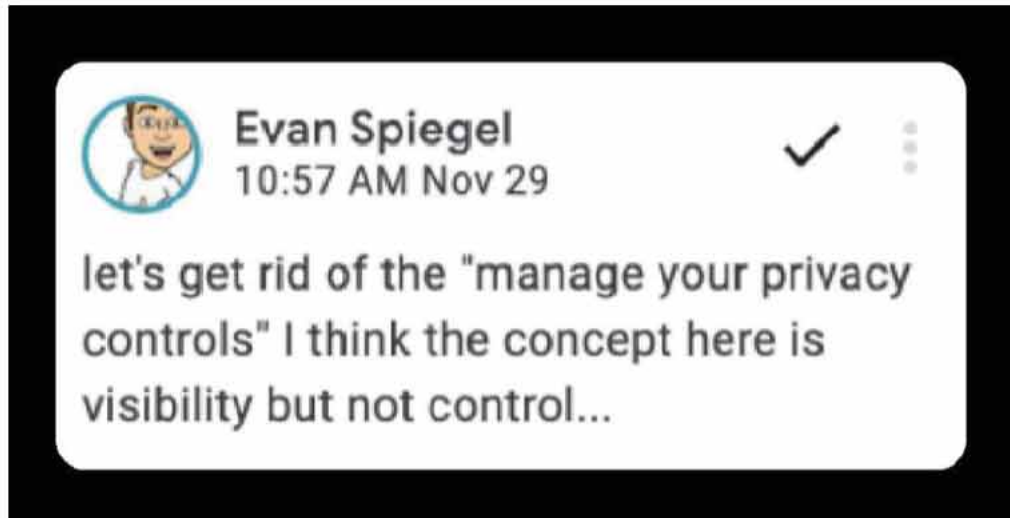 Evan Spiegel
10:57 AM Nov 29
let's get rid of the "manage your privacy
controls" I think the concept here is
visibility but not control...